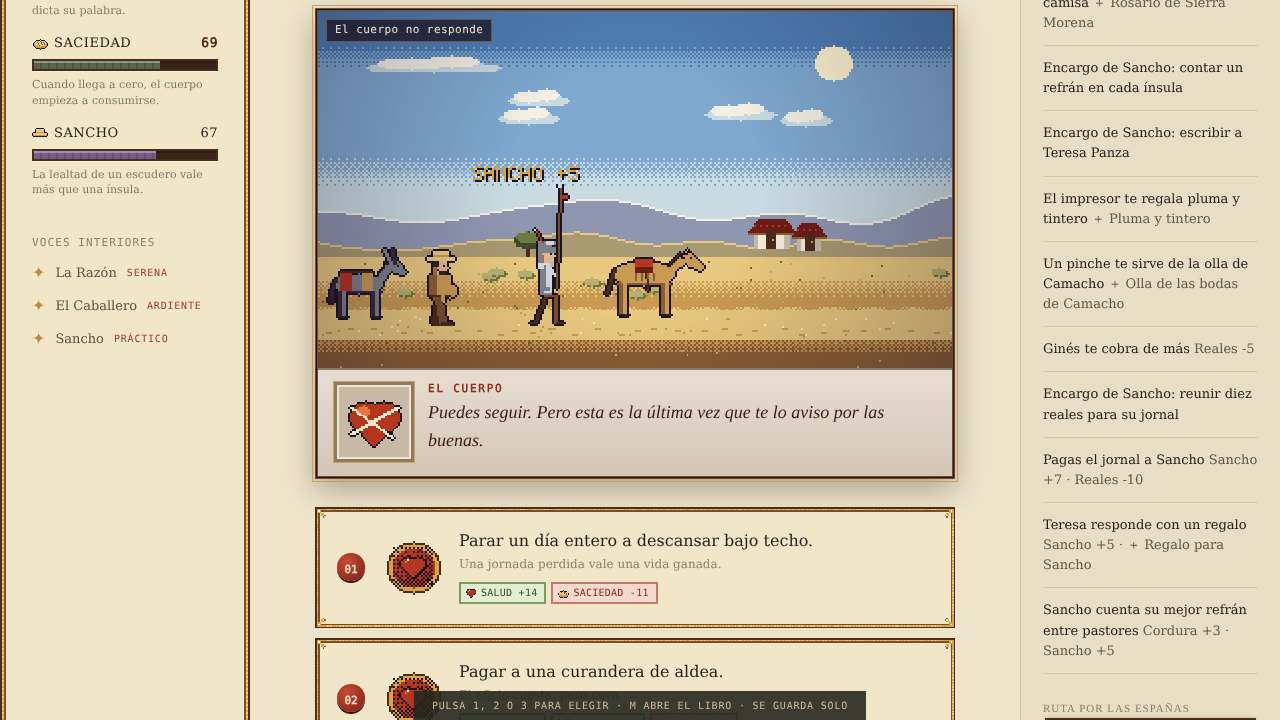 dicta su palabra.
SACIEDAD 69
Cuando llega a cero, el cuerpo
empieza a consumirse.
SANCHO 67
La lealtad de un escudero vale
más que una ínsula.
VOCES INTERIORES
La Razón SERENA
El Caballero ARDIENTE
Sancho PRÁCTICO
El cuerpo no responde
SANCHO +5
EL CUERPO
Puedes seguir. Pero esta es la última vez que te lo aviso por las
buenas.
01
Parar un día entero a descansar bajo techo.
Una jornada perdida vale una vida ganada.
SALUD +14 SACIEDAD -11
02
Pagar a una curandera de aldea.
PULSA 1, 2 O 3 PARA ELEGIR · M ABRE EL LIBRO · SE GUARDA SOLO
camisa + Rosario de Sierra
Morena
Encargo de Sancho: contar un
refrán en cada ínsula
Encargo de Sancho: escribir a
Teresa Panza
El impresor te regala pluma y
tintero + Pluma y tintero
Un pinche te sirve de la olla de
Camacho + Olla de las bodas
de Camacho
Ginés te cobra de más Reales -5
Encargo de Sancho: reunir diez
reales para su jornal
Pagas el jornal a Sancho Sancho
+7 · Reales -10
Teresa responde con un regalo
Sancho +5 · + Regalo para
Sancho
Sancho cuenta su mejor refrán
entre pastores Cordura +3 ·
Sancho +5
RUTA POR LAS ESPAÑAS